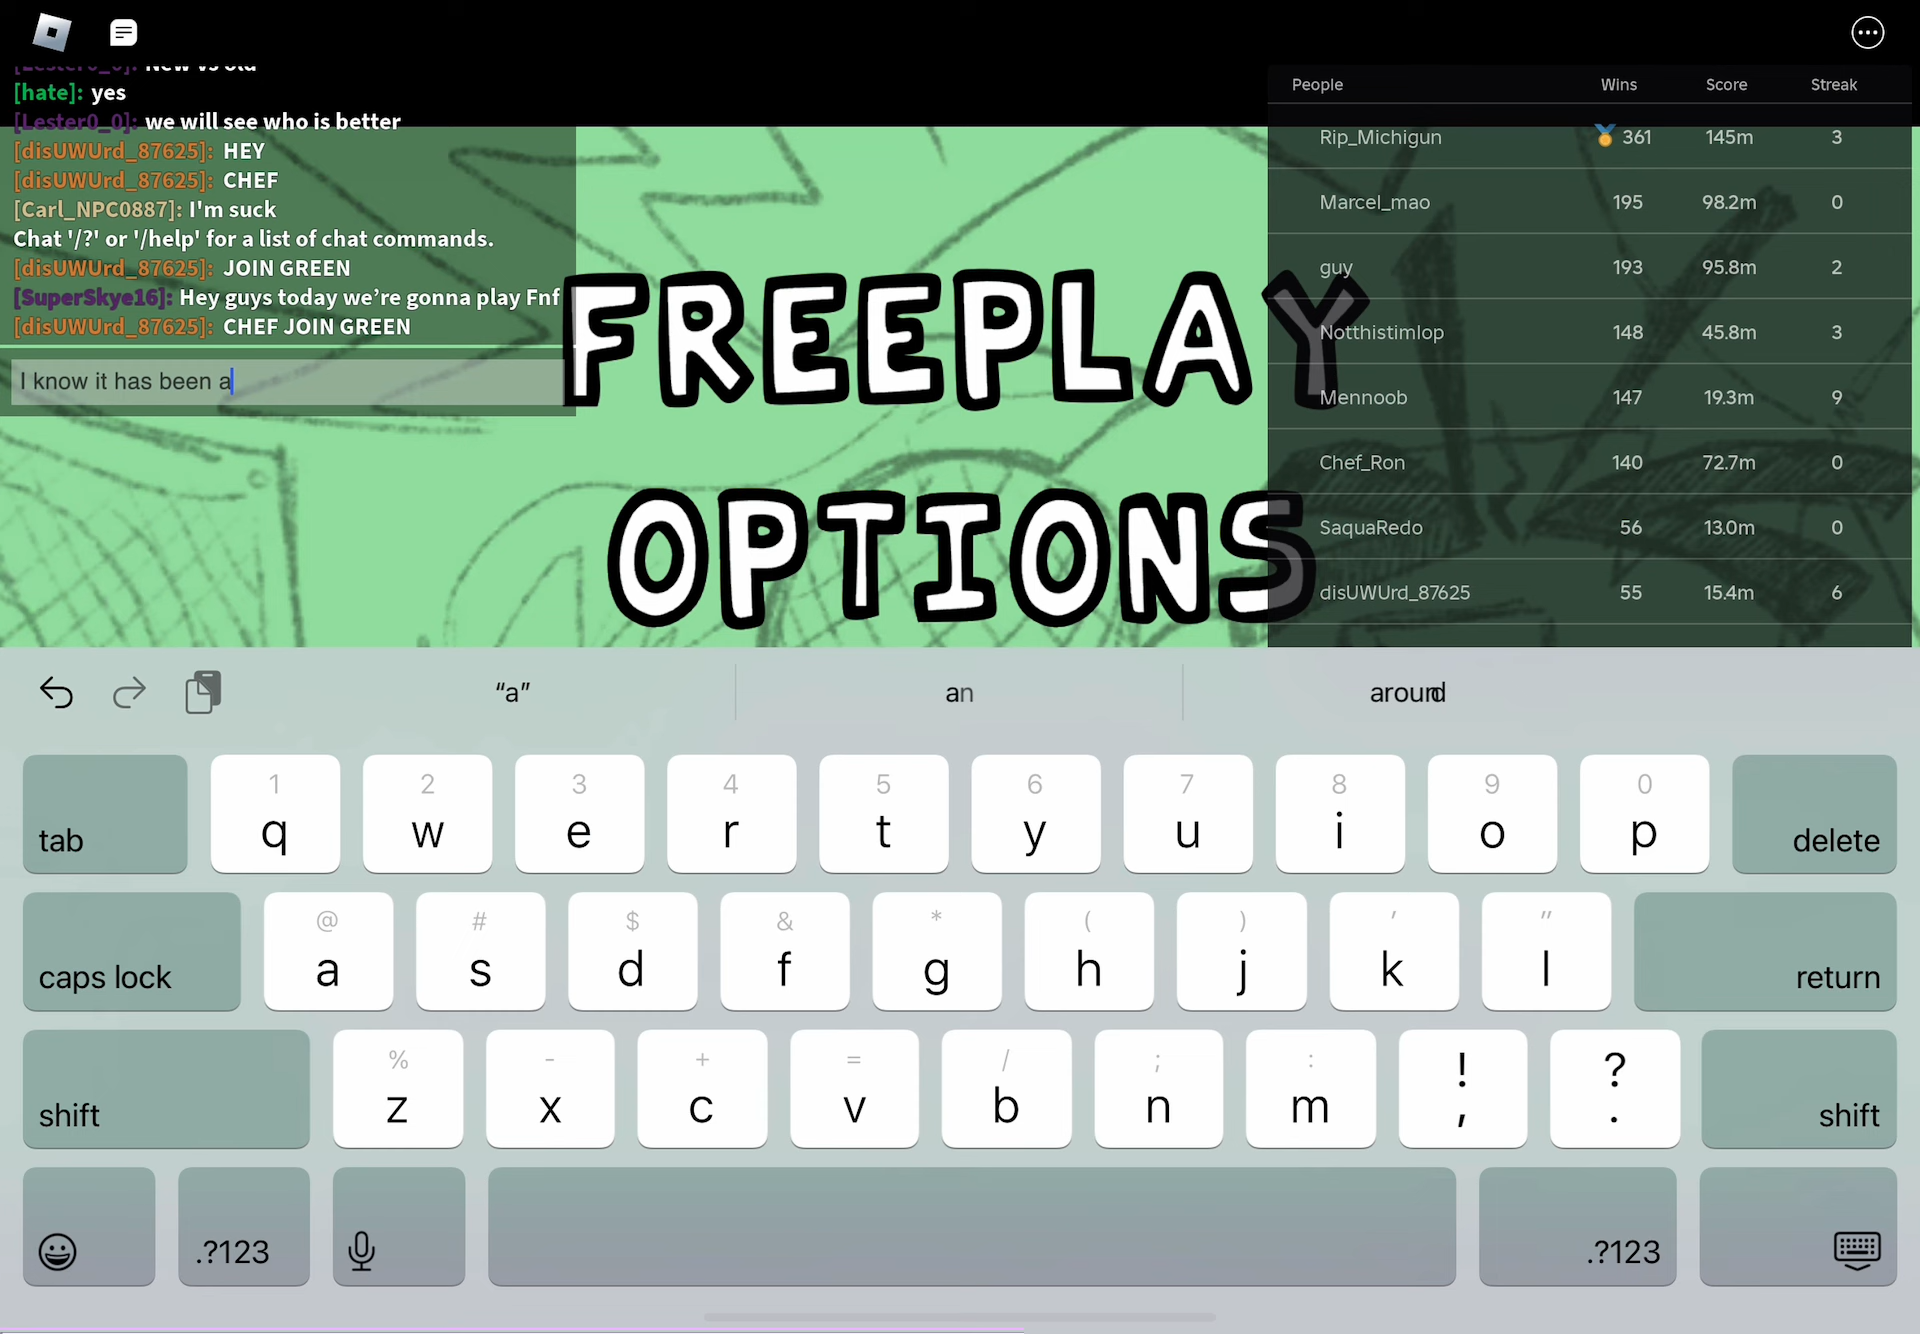 [Lester0_0]: New vs old
[hate]: yes
[Lester0_0]: we will see who is better
[disUWUrd_87625]: HEY
[disUWUrd_87625]: CHEF
[Carl_NPC0887]: I'm suck
Chat '/?' or '/help' for a list of chat commands.
[disUWUrd_87625]: JOIN GREEN
[SuperSkye16]: Hey guys today we’re gonna play Fnf
[disUWUrd_87625]: CHEF JOIN GREEN
I know it has been a
FREEPLAY
OPTIONS
People Wins Score Streak
Rip_Michigun 361 145m 3
Marcel_mao 195 98.2m 0
guy 193 95.8m 2
Notthistimlop 148 45.8m 3
Mennoob 147 19.3m 9
Chef_Ron 140 72.7m 0
SaquaRedo 56 13.0m 0
disUWUrd_87625 55 15.4m 6
“a” an around
1 2 3 4 5 6 7 8 9 0
tab q w e r t y u i o p delete
@ # $ & * ( ) ' "
caps lock a s d f g h j k l return
% - + = / ; : ! ?
shift z x c v b n m , . shift
.?123 .?123